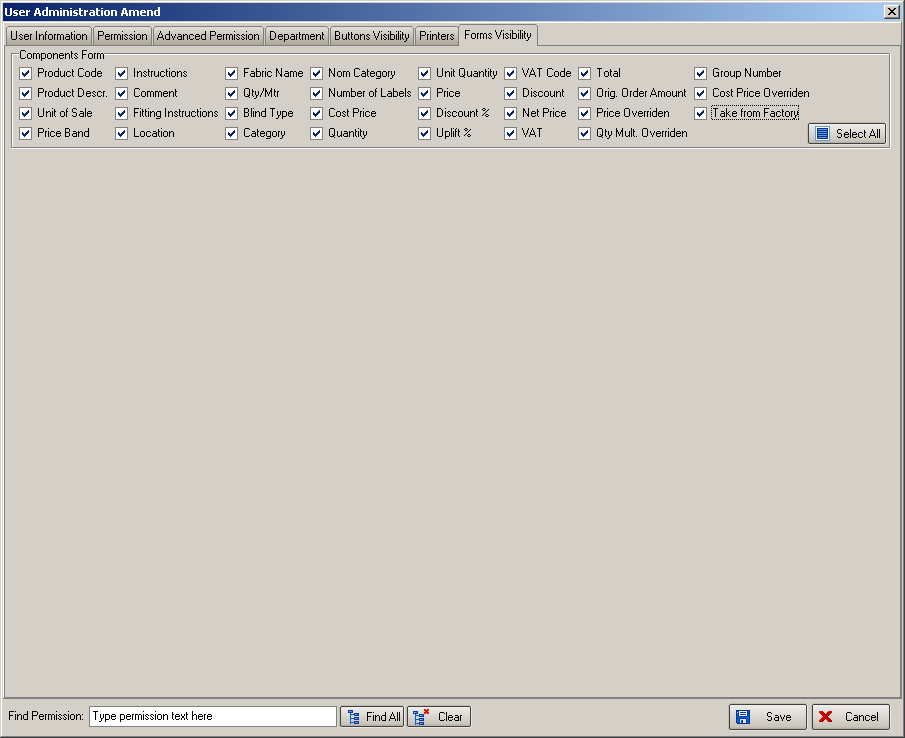 User Administration Amend
User Information Permission Advanced Permission Department Buttons Visibility Printers Forms Visibility
Components Form
Product Code Instructions Fabric Name Nom Category Unit Quantity VAT Code Total Group Number
Product Descr. Comment Qty/Mtr Number of Labels Price Discount Orig. Order Amount Cost Price Overriden
Unit of Sale Fitting Instructions Blind Type Cost Price Discount % Net Price Price Overriden Take from Factory
Price Band Location Category Quantity Uplift % VAT Qty Mult. Overriden Select All
Find Permission: Type permission text here Find All Clear Save Cancel